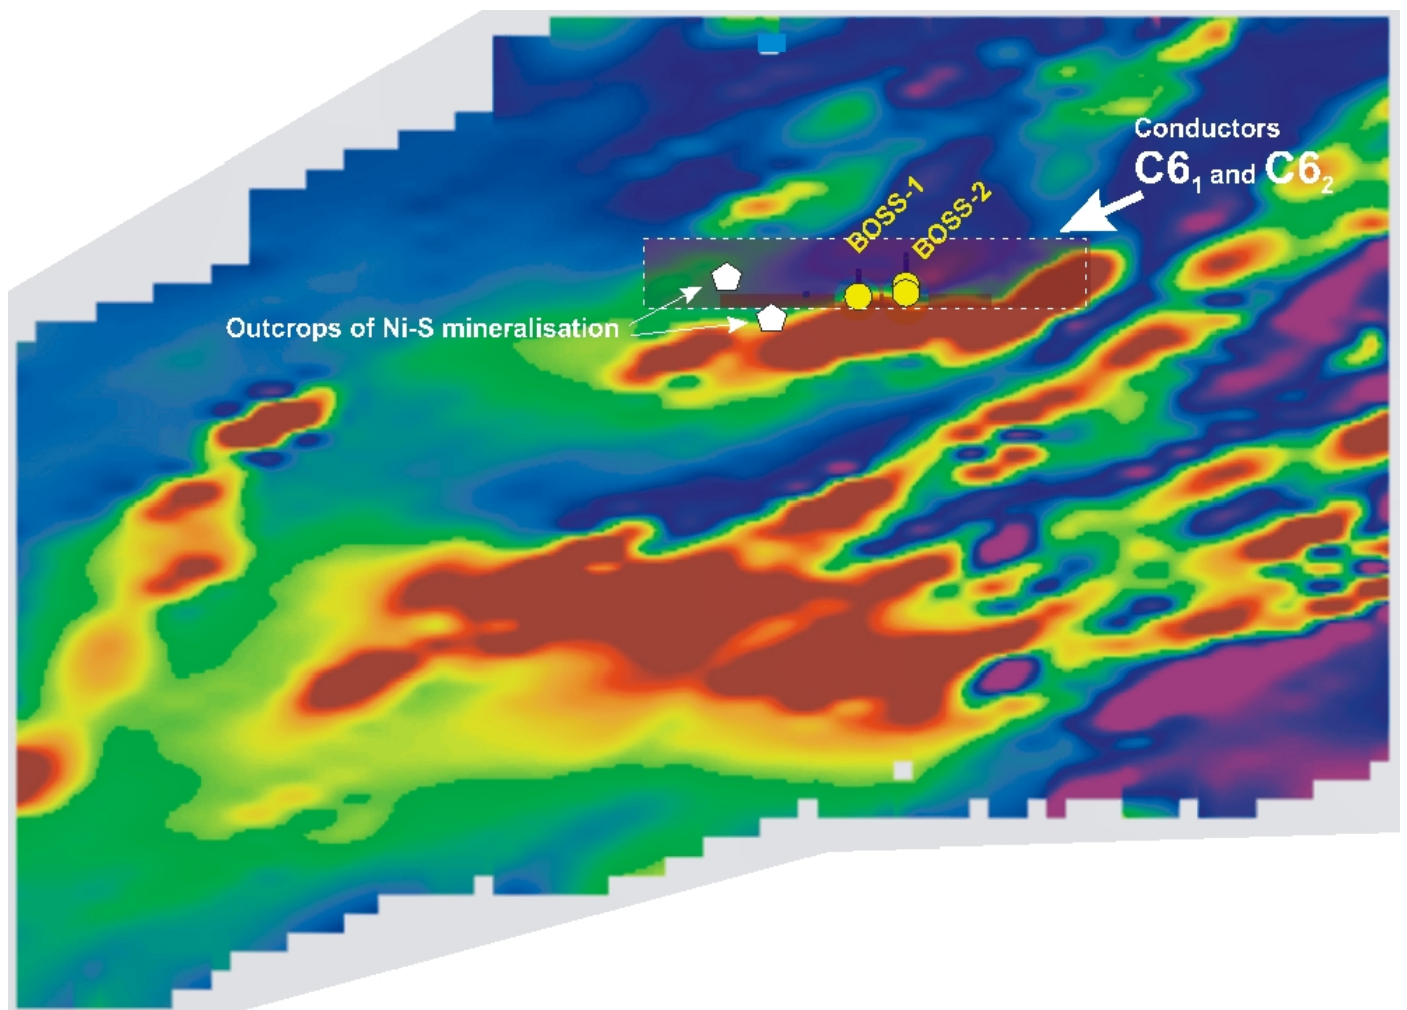 Conductors
C6₁ and C6₂
BOSS-1
BOSS-2
Outcrops of Ni-S mineralisation